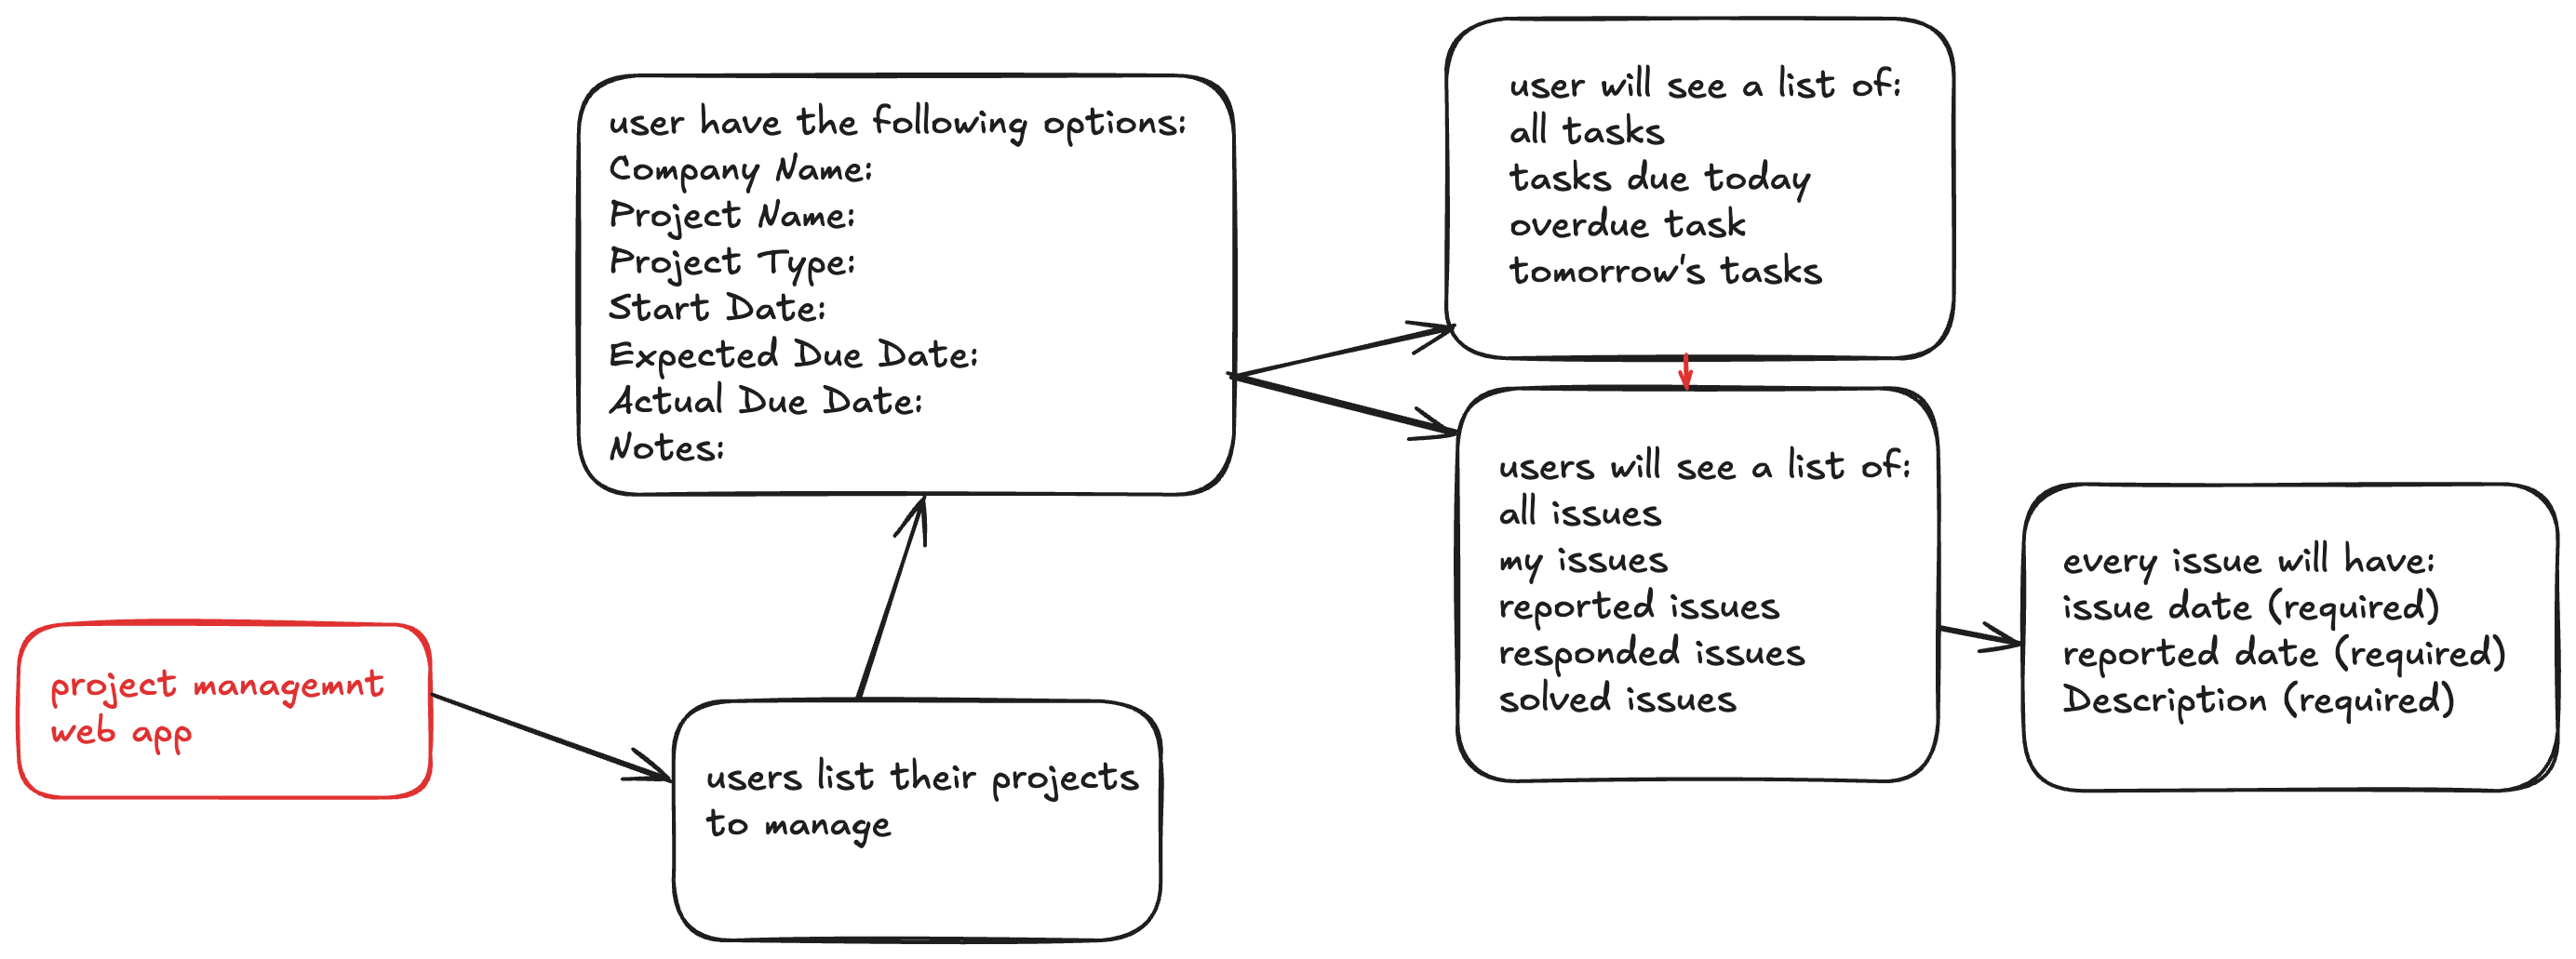 project managemnt
web app
users list their projects
to manage
user have the following options:
Company Name:
Project Name:
Project Type:
Start Date:
Expected Due Date:
Actual Due Date:
Notes:
user will see a list of:
all tasks
tasks due today
overdue task
tomorrow's tasks
users will see a list of:
all issues
my issues
reported issues
responded issues
solved issues
every issue will have:
issue date (required)
reported date (required)
Description (required)